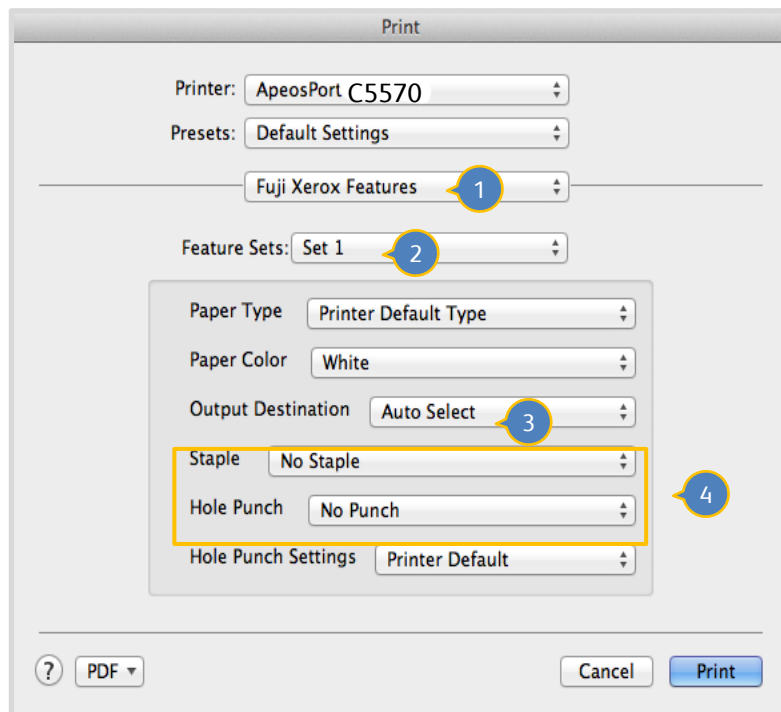 Print
Printer: ApeosPort C5570
Presets: Default Settings
Fuji Xerox Features 1
Feature Sets: Set 1 2
Paper Type Printer Default Type
Paper Color White
Output Destination Auto Select 3
Staple No Staple
4
Hole Punch No Punch
Hole Punch Settings Printer Default
? PDF Cancel Print